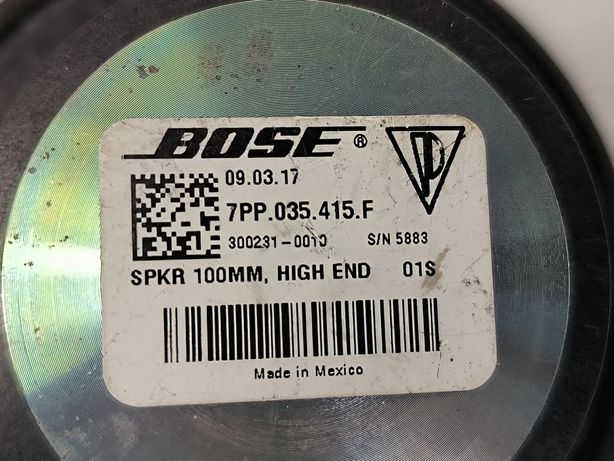 BOSE ®
09.03.17
7PP.035.415.F
300231-0010 S/N 5883
SPKR 100MM, HIGH END 01S
Made in Mexico